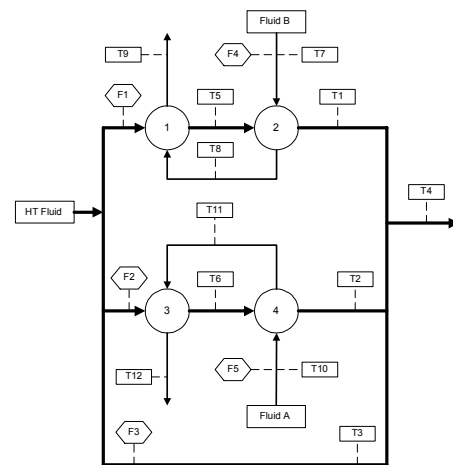 Fluid B
T9
F4
T7
F1
T5
T1
1
2
T8
T4
HT Fluid
T11
F2
T6
T2
3
4
T12
F5
T10
Fluid A
F3
T3